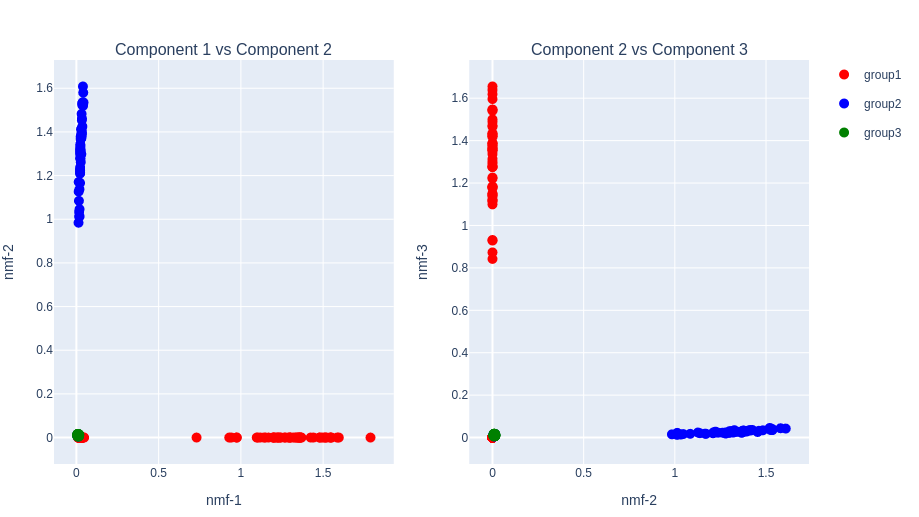 Component 1 vs Component 2
Component 2 vs Component 3
nmf-2
1.6
1.4
1.2
1
0.8
0.6
0.4
0.2
0
0
0.5
1
1.5
nmf-1
nmf-3
1.6
1.4
1.2
1
0.8
0.6
0.4
0.2
0
0
0.5
1
1.5
nmf-2
group1
group2
group3